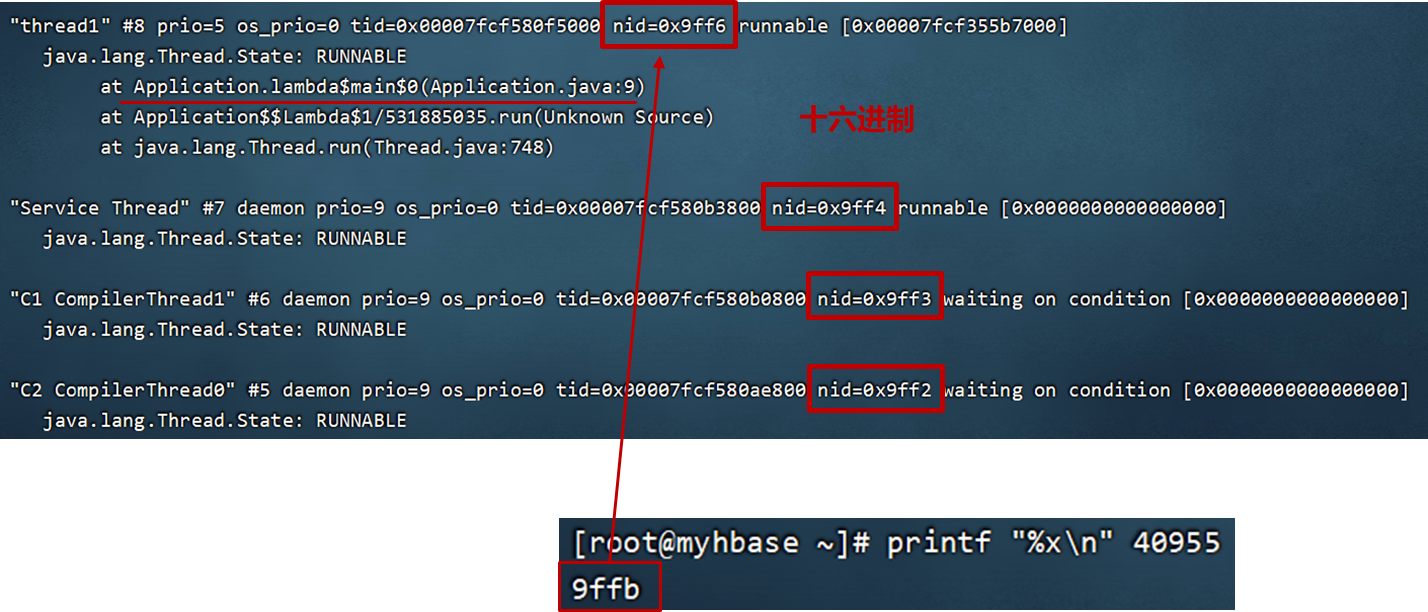 "thread1" #8 prio=5 os_prio=0 tid=0x00007fcf580f5000 nid=0x9ff6 runnable [0x00007fcf355b7000]
java.lang.Thread.State: RUNNABLE
at Application.lambda$main$0(Application.java:9)
at Application$$Lambda$1/531885035.run(Unknown Source)
十六进制
at java.lang.Thread.run(Thread.java:748)
"Service Thread" #7 daemon prio=9 os_prio=0 tid=0x00007fcf580b3800 nid=0x9ff4 runnable [0x0000000000000000]
java.lang.Thread.State: RUNNABLE
"C1 CompilerThread1" #6 daemon prio=9 os_prio=0 tid=0x00007fcf580b0800 nid=0x9ff3 waiting on condition [0x0000000000000000]
java.lang.Thread.State: RUNNABLE
"C2 CompilerThread0" #5 daemon prio=9 os_prio=0 tid=0x00007fcf580ae800 nid=0x9ff2 waiting on condition [0x0000000000000000]
java.lang.Thread.State: RUNNABLE
[root@myhbase ~]# printf "%x\n" 40955
9ffb